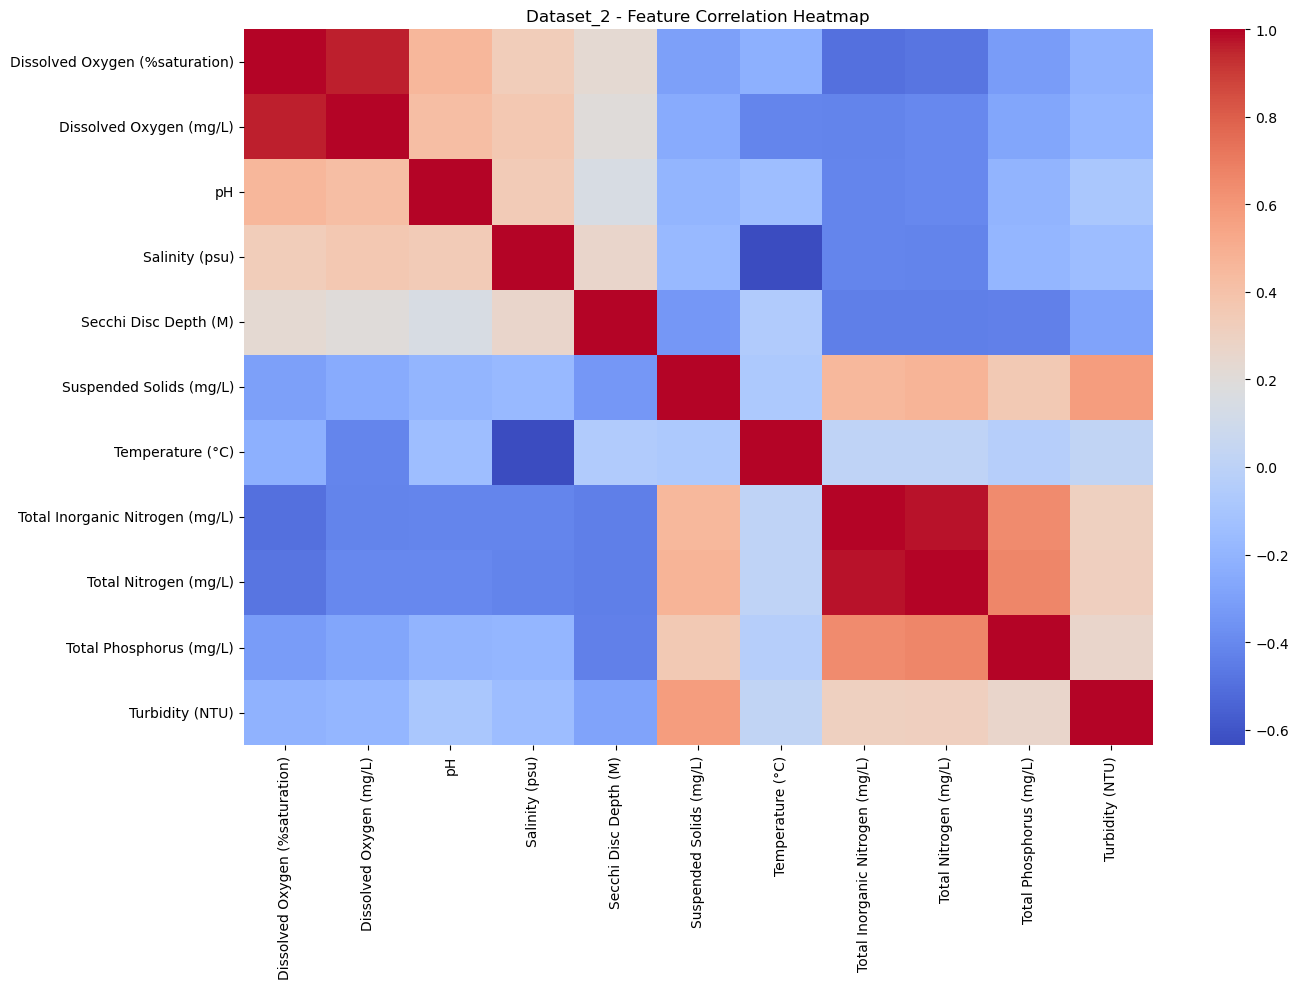 Dataset_2 - Feature Correlation Heatmap
Dissolved Oxygen (%saturation)
Dissolved Oxygen (mg/L)
pH
Salinity (psu)
Secchi Disc Depth (M)
Suspended Solids (mg/L)
Temperature (°C)
Total Inorganic Nitrogen (mg/L)
Total Nitrogen (mg/L)
Total Phosphorus (mg/L)
Turbidity (NTU)
Dissolved Oxygen (%saturation)
Dissolved Oxygen (mg/L)
pH
Salinity (psu)
Secchi Disc Depth (M)
Suspended Solids (mg/L)
Temperature (°C)
Total Inorganic Nitrogen (mg/L)
Total Nitrogen (mg/L)
Total Phosphorus (mg/L)
Turbidity (NTU)
1.0
0.8
0.6
0.4
0.2
0.0
−0.2
−0.4
−0.6